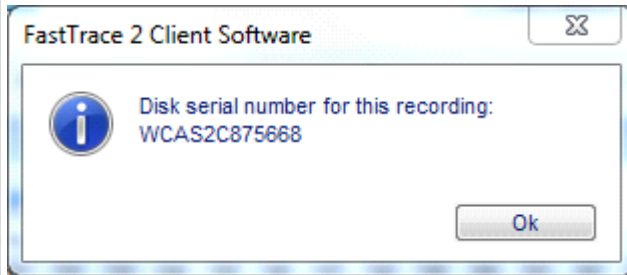 FastTrace 2 Client Software
Disk serial number for this recording:
WCAS2C875668
Ok